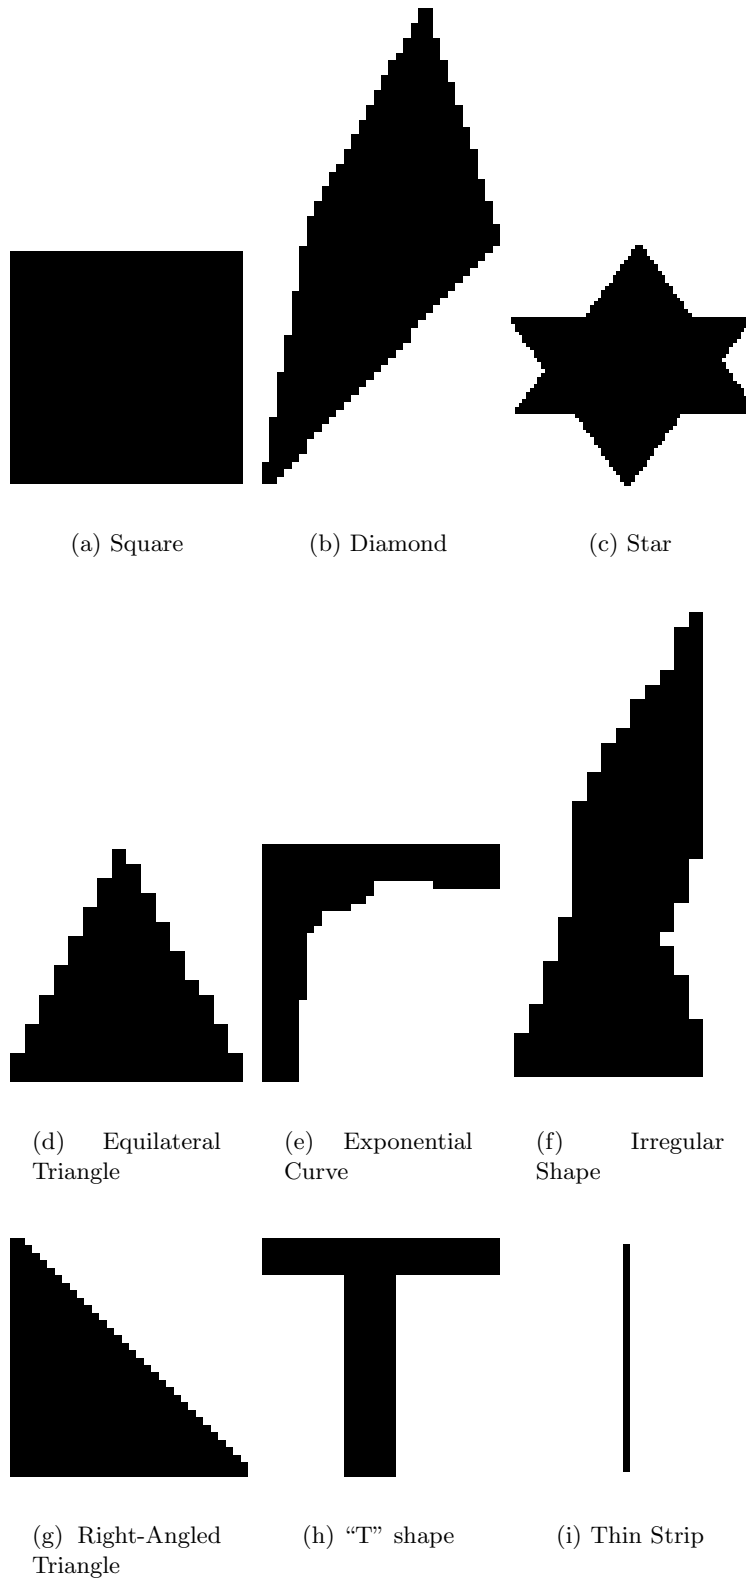 (a) Square
(b) Diamond
(c) Star
(d) Equilateral
Triangle
(e) Exponential
Curve
(f) Irregular
Shape
(g) Right-Angled
Triangle
(h) “T” shape
(i) Thin Strip